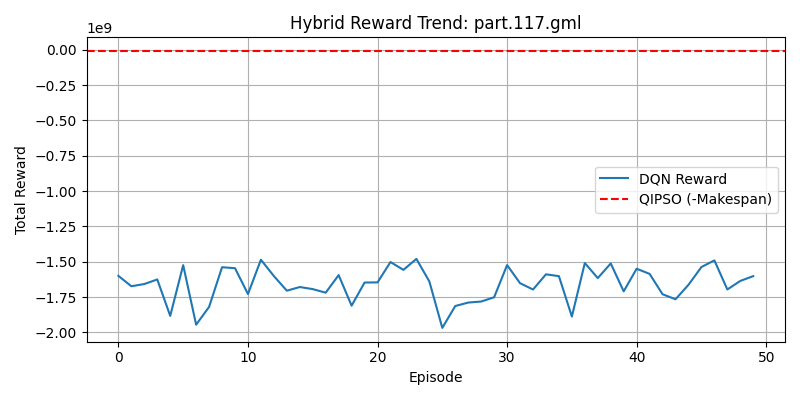 Hybrid Reward Trend: part.117.gml
1e9
0.00
−0.25
−0.50
−0.75
−1.00
−1.25
−1.50
−1.75
−2.00
Total Reward
DQN Reward
QIPSO (-Makespan)
0 10 20 30 40 50
Episode